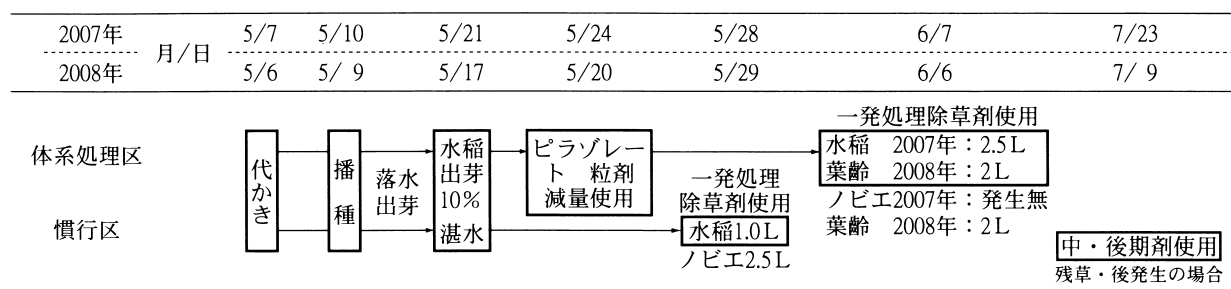 2007年 月/日 5/7 5/10 5/21 5/24 5/28 6/7 7/23
2008年 5/6 5/ 9 5/17 5/20 5/29 6/6 7/ 9
体系処理区
慣行区
代かき
播種
落水
出芽
水稲
出芽
10%
湛水
ピラゾレー
ト 粒剤
減量使用
一発処理
除草剤使用
水稲1.0L
ノビエ2.5L
一発処理除草剤使用
水稲 2007年：2.5L
葉齢 2008年：2L
ノビエ2007年：発生無
葉齢 2008年：2L
中・後期剤使用
残草・後発生の場合